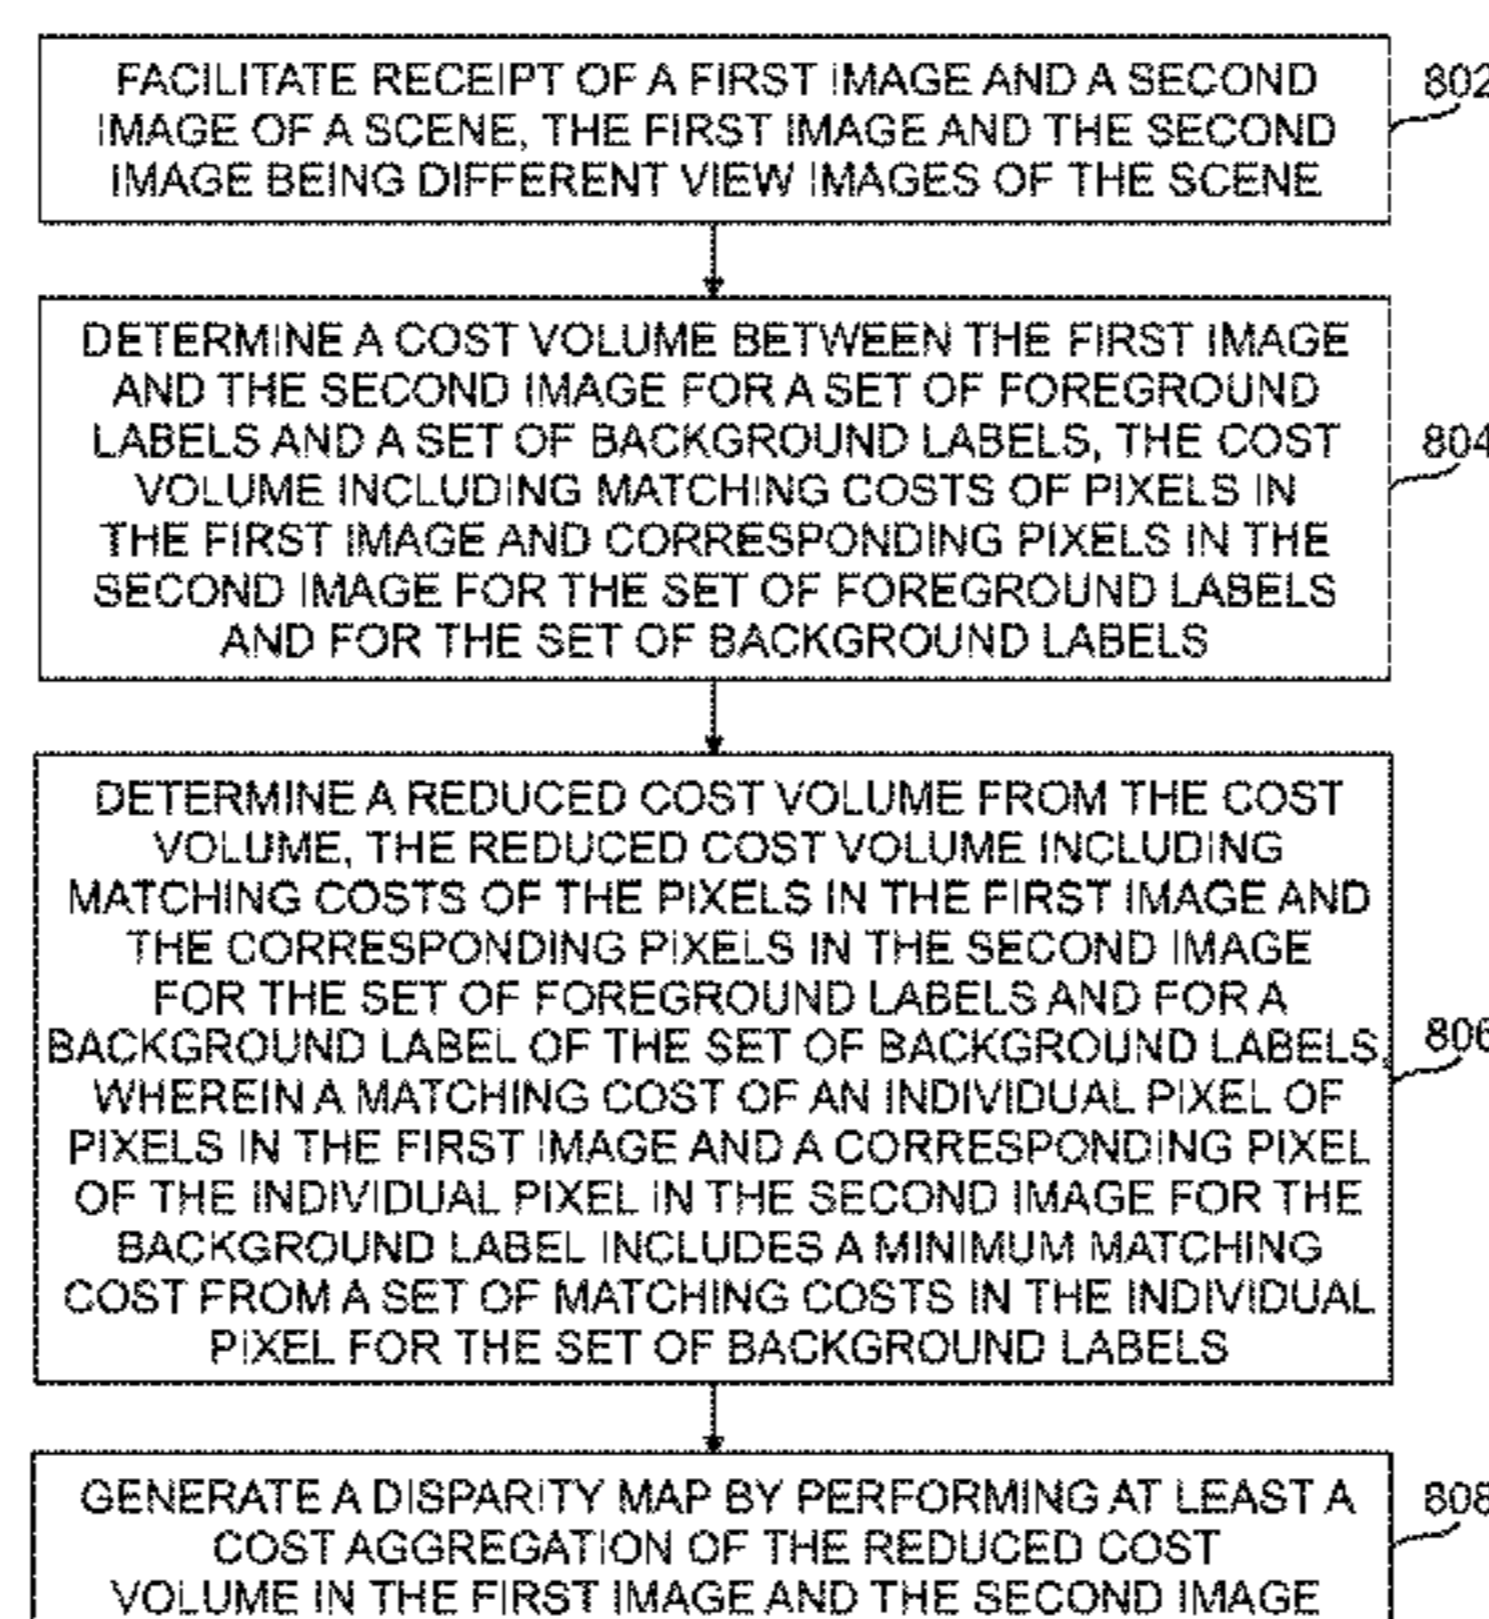 FACILITATE RECEIPT OF A FIRST IMAGE AND A SECOND
IMAGE OF A SCENE, THE FIRST IMAGE AND THE SECOND
IMAGE BEING DIFFERENT VIEW IMAGES OF THE SCENE
802
DETERMINE A COST VOLUME BETWEEN THE FIRST IMAGE
AND THE SECOND IMAGE FOR A SET OF FOREGROUND
LABELS AND A SET OF BACKGROUND LABELS, THE COST
VOLUME INCLUDING MATCHING COSTS OF PIXELS IN
THE FIRST IMAGE AND CORRESPONDING PIXELS IN THE
SECOND IMAGE FOR THE SET OF FOREGROUND LABELS
AND FOR THE SET OF BACKGROUND LABELS
804
DETERMINE A REDUCED COST VOLUME FROM THE COST
VOLUME, THE REDUCED COST VOLUME INCLUDING
MATCHING COSTS OF THE PIXELS IN THE FIRST IMAGE AND
THE CORRESPONDING PIXELS IN THE SECOND IMAGE
FOR THE SET OF FOREGROUND LABELS AND FOR A
BACKGROUND LABEL OF THE SET OF BACKGROUND LABELS,
WHEREIN A MATCHING COST OF AN INDIVIDUAL PIXEL OF
PIXELS IN THE FIRST IMAGE AND A CORRESPONDING PIXEL
OF THE INDIVIDUAL PIXEL IN THE SECOND IMAGE FOR THE
BACKGROUND LABEL INCLUDES A MINIMUM MATCHING
COST FROM A SET OF MATCHING COSTS IN THE INDIVIDUAL
PIXEL FOR THE SET OF BACKGROUND LABELS
806
GENERATE A DISPARITY MAP BY PERFORMING AT LEAST A
COST AGGREGATION OF THE REDUCED COST
VOLUME IN THE FIRST IMAGE AND THE SECOND IMAGE
808